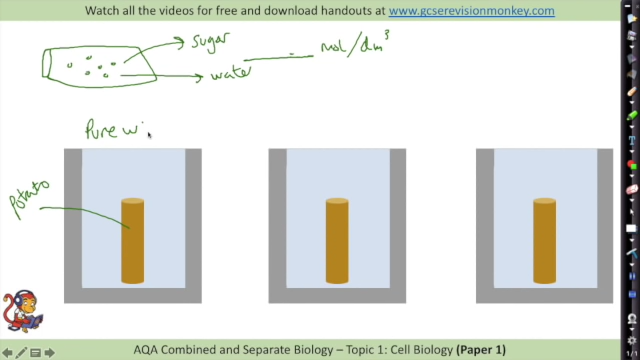 Watch all the videos for free and download handouts at www.gcserevisionmonkey.com
sugar
water
mol/dm³
Pure wi
potato
AQA Combined and Separate Biology – Topic 1: Cell Biology (Paper 1)